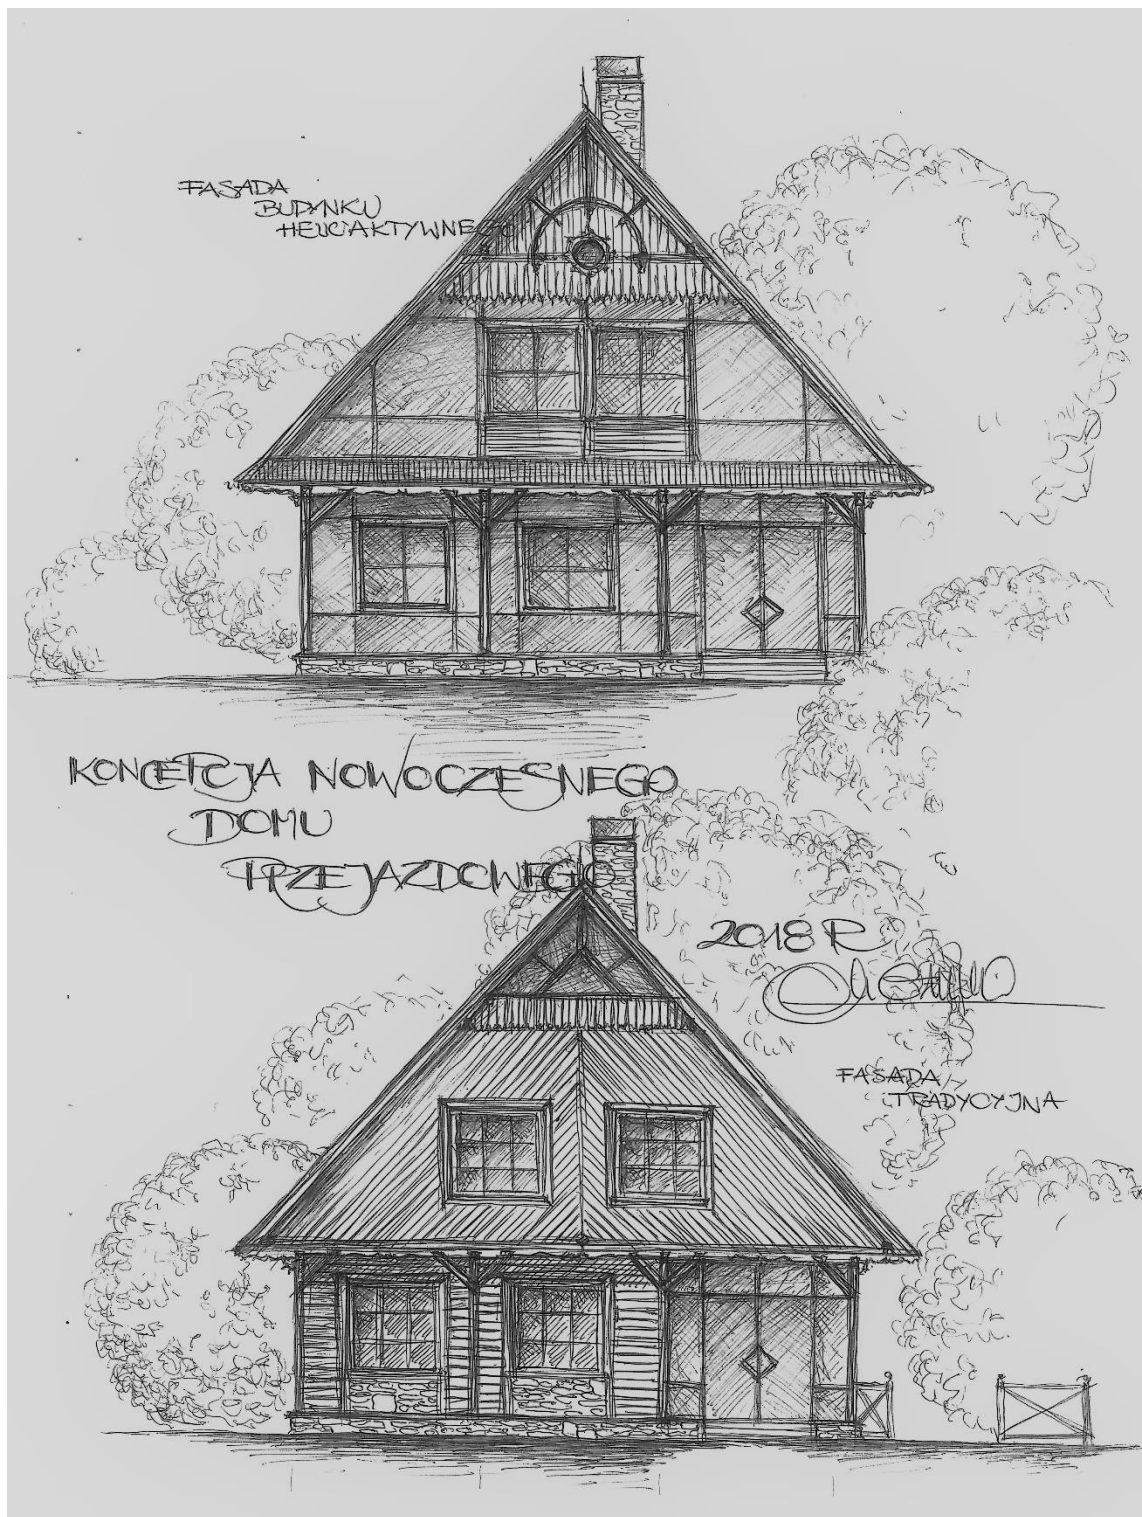 FASADA
BUDYNKU
HELIOAKTYWNEGO
KONCEPCJA NOWOCZESNEGO
DOMU
PRZEJAZDOWEGO
2018 R
FASADA
TRADYCYJNA